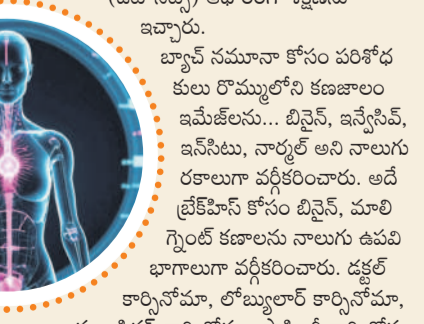 ఇచ్చారు.
బ్యాచ్ నమూనా కోసం పరిశోధ
కులు రొమ్ములోని కణజాలం
ఇమేజ్‌లను... బినైన్, ఇన్వేసివ్,
ఇన్‌సిటు, నార్మల్ అని నాలుగు
రకాలుగా వర్గీకరించారు. అదే
బ్రేక్‌హిస్ కోసం బినైన్, మాలి
గ్నెంట్ కణాలను నాలుగు ఉపవి
భాగాలుగా వర్గీకరించారు. డక్టల్
కార్సినోమా, లోబ్యులార్ కార్సినోమా,